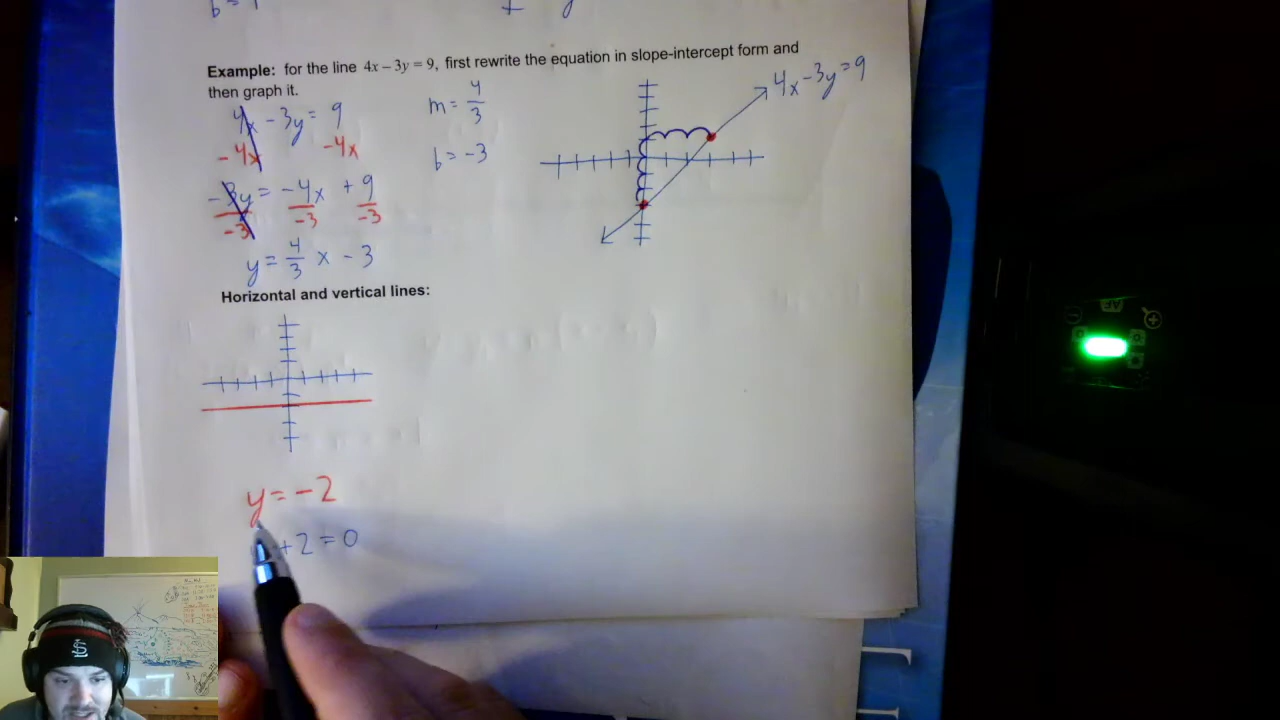 Example: for the line 4x – 3y = 9, first rewrite the equation in slope-intercept form and
then graph it.
4x - 3y = 9
- 4x - 4x
-3y = -4x + 9
-3 -3 -3
y = 4/3 x - 3
m = 4/3
b = -3
4x - 3y = 9
Horizontal and vertical lines:
y = -2
+ 2 = 0
AF